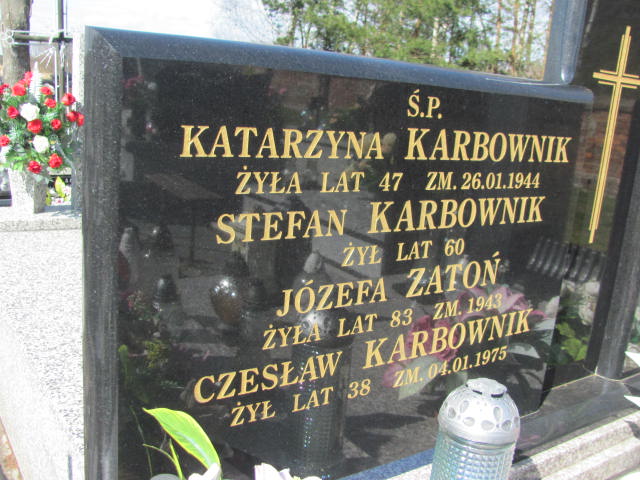 Ś.P.
KATARZYNA KARBOWNIK
ŻYŁA LAT 47 ZM. 26.01.1944
STEFAN KARBOWNIK
ŻYŁ LAT 60
JÓZEFA ZATOŃ
ŻYŁA LAT 83 ZM. 1943
CZESŁAW KARBOWNIK
ŻYŁ LAT 38 ZM. 04.01.1975